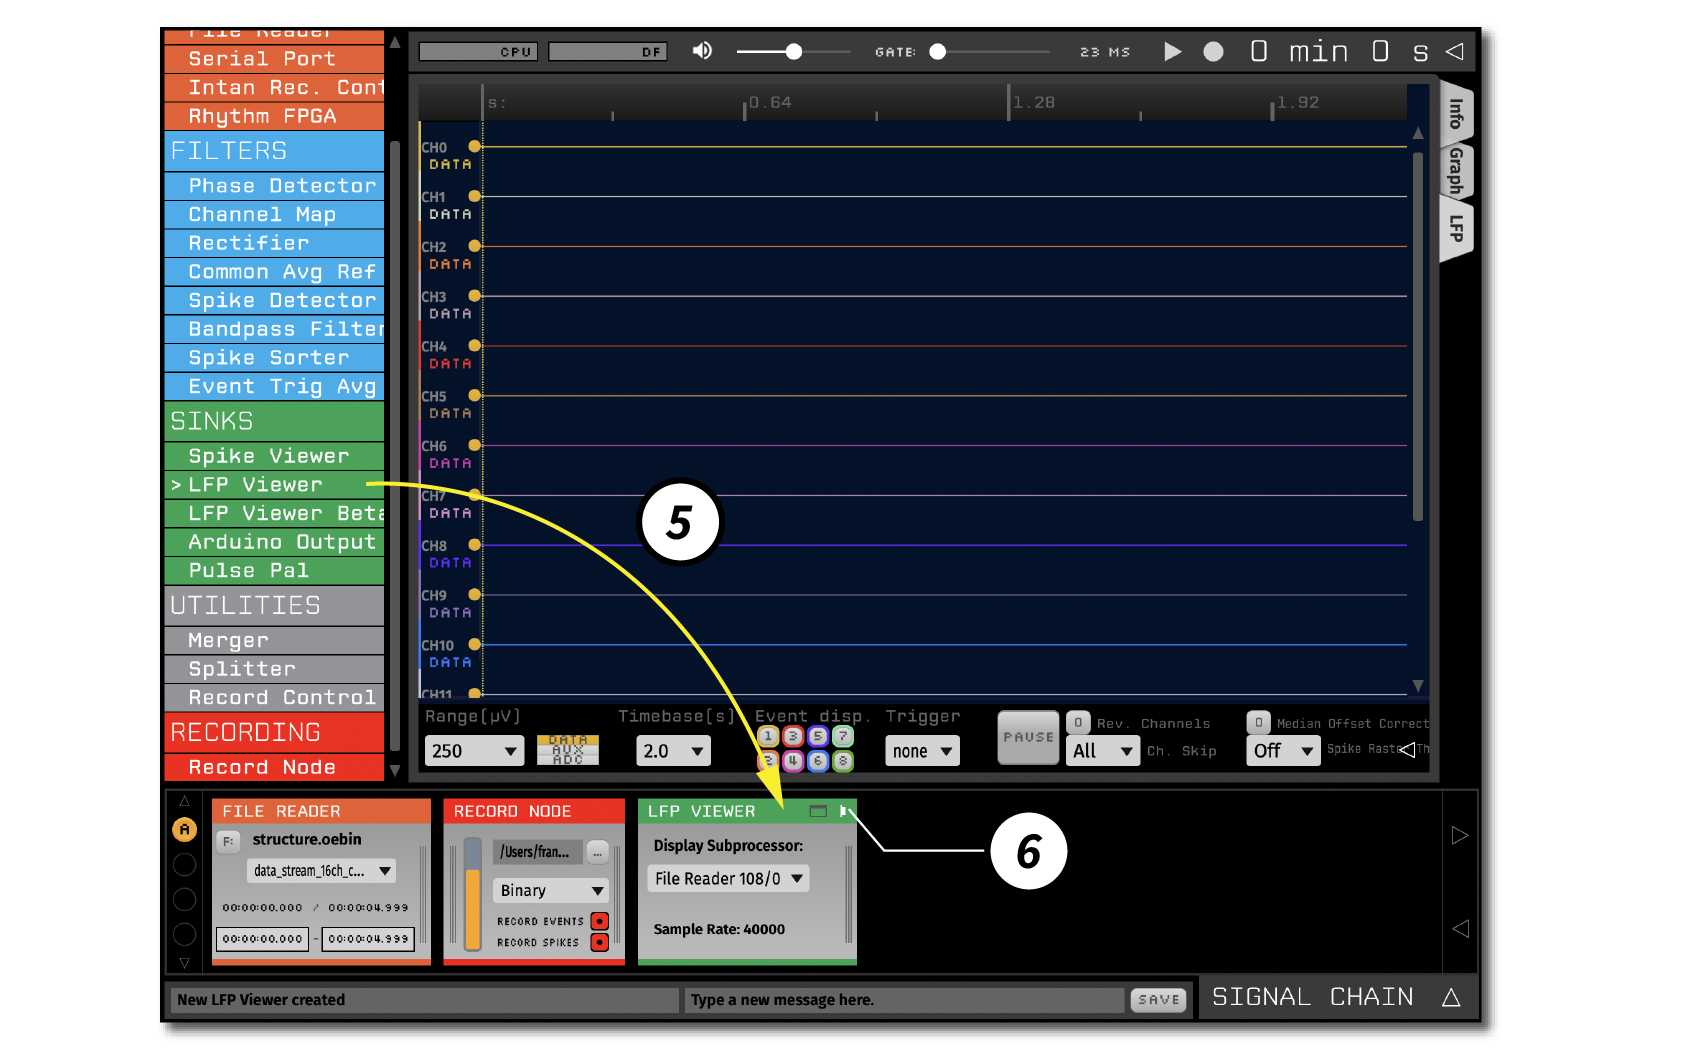 File Reader
Serial Port
Intan Rec. Cont
Rhythm FPGA
FILTERS
Phase Detector
Channel Map
Rectifier
Common Avg Ref
Spike Detector
Bandpass Filter
Spike Sorter
Event Trig Avg
SINKS
Spike Viewer
> LFP Viewer
LFP Viewer Beta
Arduino Output
Pulse Pal
UTILITIES
Merger
Splitter
Record Control
RECORDING
Record Node
CPU
DF
GATE:
23 MS
0 min 0 s
s:
0.64
1.28
1.92
Info
Graph
LFP
CH0
DATA
CH1
DATA
CH2
DATA
CH3
DATA
CH4
DATA
CH5
DATA
CH6
DATA
CH7
DATA
CH8
DATA
CH9
DATA
CH10
DATA
CH11
5
Range(µV)
250
DATA
AUX
ADC
Timebase(s)
2.0
Event disp.
1 3 5 7
2 4 6 8
Trigger
none
PAUSE
0 Rev. Channels
All Ch. Skip
0 Median Offset Correct
Off Spike Raste Th
A
FILE READER
F: structure.oebin
data_stream_16ch_c...
00:00:00.000 / 00:00:04.999
00:00:00.000 - 00:00:04.999
RECORD NODE
/Users/fran... ...
Binary
RECORD EVENTS
RECORD SPIKES
LFP VIEWER
Display Subprocessor:
File Reader 108/0
Sample Rate: 40000
6
New LFP Viewer created
Type a new message here.
SAVE
SIGNAL CHAIN